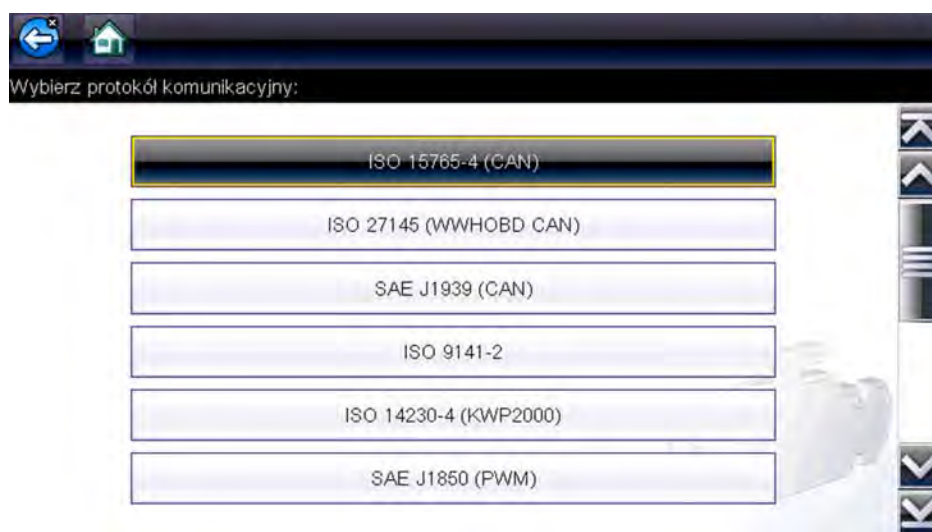 Wybierz protokół komunikacyjny:
ISO 15765-4 (CAN)
ISO 27145 (WWHOBD CAN)
SAE J1939 (CAN)
ISO 9141-2
ISO 14230-4 (KWP2000)
SAE J1850 (PWM)